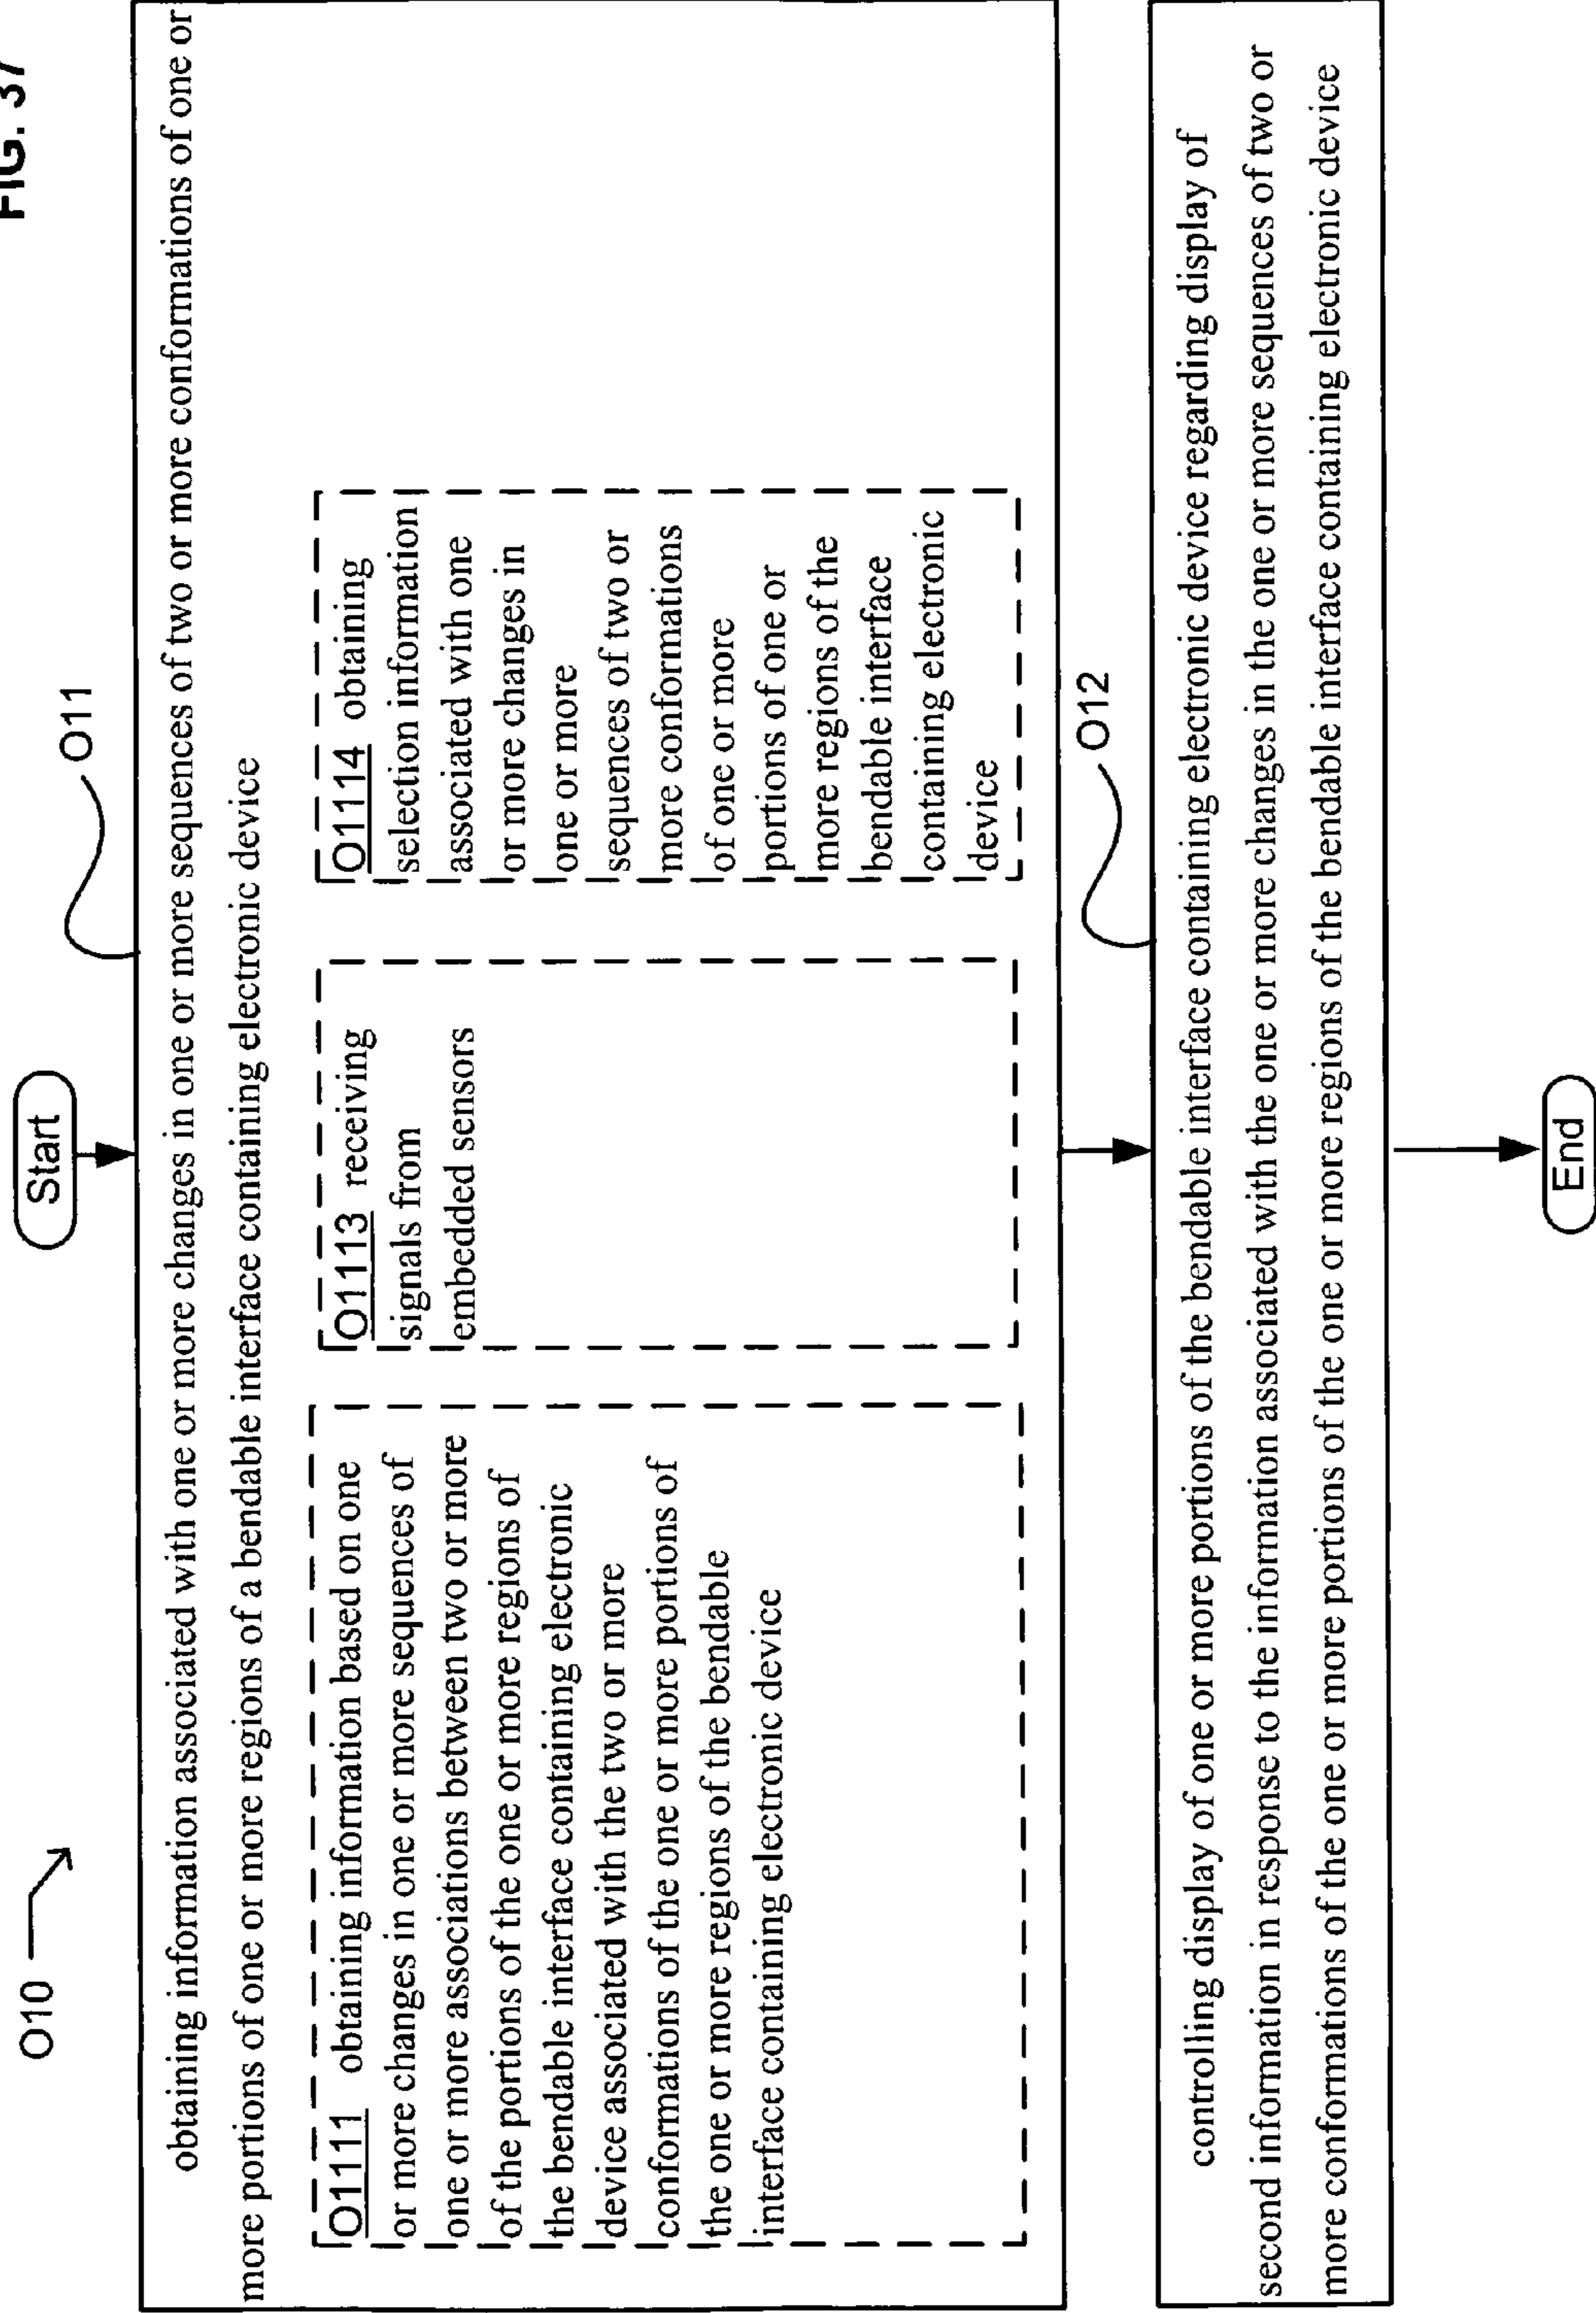 FIG. 37
O10
Start
O11
obtaining information associated with one or more changes in one or more sequences of two or more conformations of one or
more portions of one or more regions of a bendable interface containing electronic device
O1111 obtaining information based on one
or more changes in one or more sequences of
one or more associations between two or more
of the portions of the one or more regions of
the bendable interface containing electronic
device associated with the two or more
conformations of the one or more portions of
the one or more regions of the bendable
interface containing electronic device
O1113 receiving
signals from
embedded sensors
O1114 obtaining
selection information
associated with one
or more changes in
one or more
sequences of two or
more conformations
of one or more
portions of one or
more regions of the
bendable interface
containing electronic
device
O12
controlling display of one or more portions of the bendable interface containing electronic device regarding display of
second information in response to the information associated with the one or more changes in the one or more sequences of two or
more conformations of the one or more portions of the one or more regions of the bendable interface containing electronic device
End